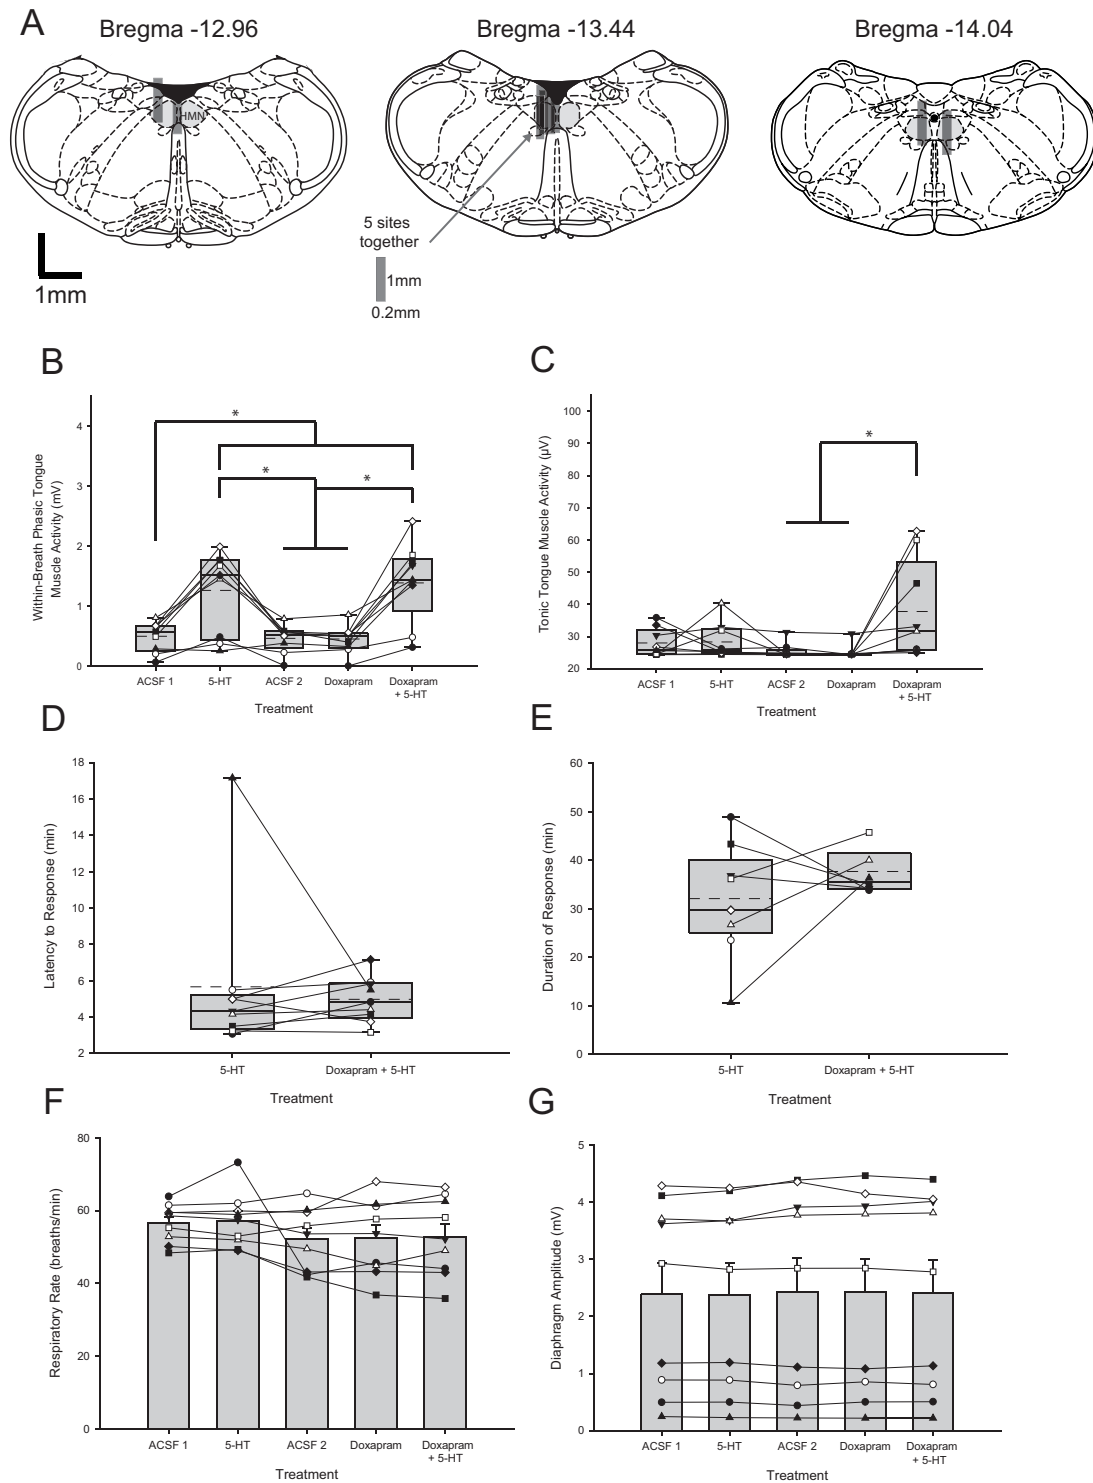 A
Bregma -12.96
Bregma -13.44
Bregma -14.04
HMN
5 sites
together
1mm
0.2mm
1mm
B
Within-Breath Phasic Tongue
Muscle Activity (mV)
4
3
2
1
0
*
*
*
ACSF 1
5-HT
ACSF 2
Doxapram
Doxapram
+ 5-HT
Treatment
C
Tonic Tongue Muscle Activity (µV)
100
90
80
70
60
50
40
30
20
*
ACSF 1
5-HT
ACSF 2
Doxapram
Doxapram
+ 5-HT
Treatment
D
Latency to Response (min)
18
16
14
12
10
8
6
4
2
5-HT
Doxapram + 5-HT
Treatment
E
Duration of Response (min)
60
50
40
30
20
10
0
5-HT
Doxapram + 5-HT
Treatment
F
Respiratory Rate (breaths/min)
80
60
40
20
0
ACSF 1
5-HT
ACSF 2
Doxapram
Doxapram
+ 5-HT
Treatment
G
Diaphragm Amplitude (mV)
5
4
3
2
1
0
ACSF 1
5-HT
ACSF 2
Doxapram
Doxapram
+ 5-HT
Treatment